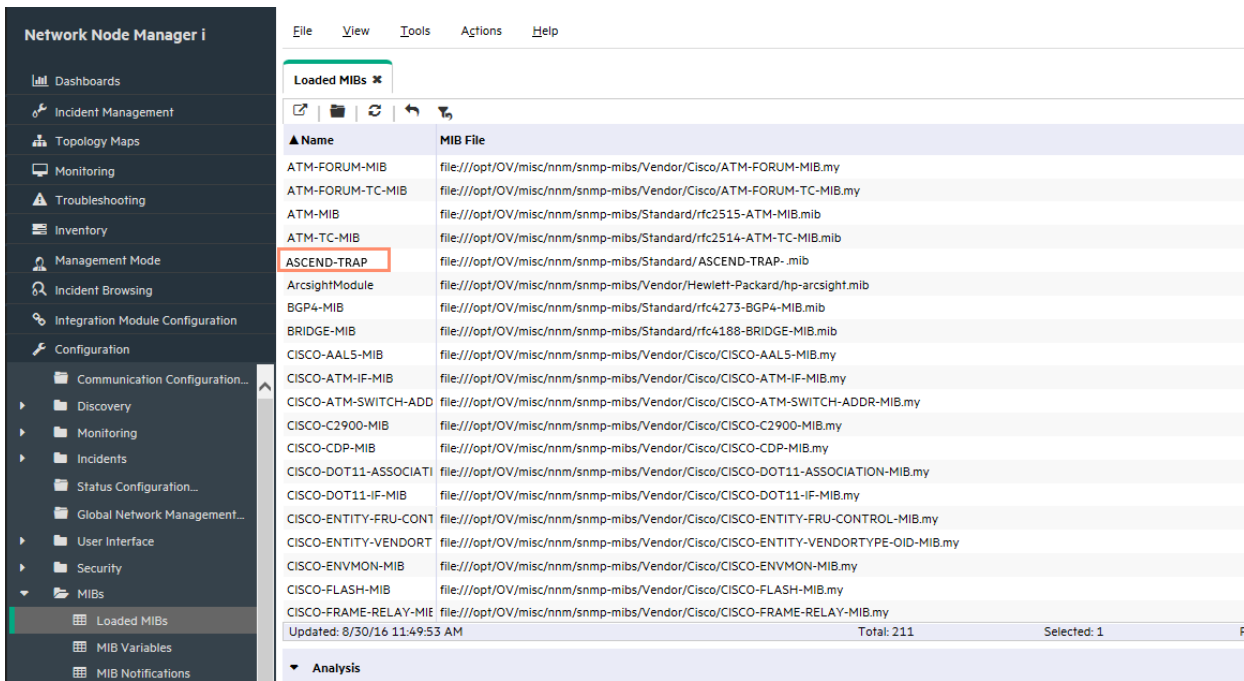 Network Node Manager i
File View Tools Actions Help
Dashboards
Incident Management
Topology Maps
Monitoring
Troubleshooting
Inventory
Management Mode
Incident Browsing
Integration Module Configuration
Configuration
Communication Configuration...
Discovery
Monitoring
Incidents
Status Configuration...
Global Network Management...
User Interface
Security
MIBs
Loaded MIBs
MIB Variables
MIB Notifications
Loaded MIBs
Name MIB File
ATM-FORUM-MIB file:///opt/OV/misc/nnm/snmp-mibs/Vendor/Cisco/ATM-FORUM-MIB.my
ATM-FORUM-TC-MIB file:///opt/OV/misc/nnm/snmp-mibs/Vendor/Cisco/ATM-FORUM-TC-MIB.my
ATM-MIB file:///opt/OV/misc/nnm/snmp-mibs/Standard/rfc2515-ATM-MIB.mib
ATM-TC-MIB file:///opt/OV/misc/nnm/snmp-mibs/Standard/rfc2514-ATM-TC-MIB.mib
ASCEND-TRAP file:///opt/OV/misc/nnm/snmp-mibs/Standard/ASCEND-TRAP-.mib
ArcsightModule file:///opt/OV/misc/nnm/snmp-mibs/Vendor/Hewlett-Packard/hp-arcsight.mib
BGP4-MIB file:///opt/OV/misc/nnm/snmp-mibs/Standard/rfc4273-BGP4-MIB.mib
BRIDGE-MIB file:///opt/OV/misc/nnm/snmp-mibs/Standard/rfc4188-BRIDGE-MIB.mib
CISCO-AAL5-MIB file:///opt/OV/misc/nnm/snmp-mibs/Vendor/Cisco/CISCO-AAL5-MIB.my
CISCO-ATM-IF-MIB file:///opt/OV/misc/nnm/snmp-mibs/Vendor/Cisco/CISCO-ATM-IF-MIB.my
CISCO-ATM-SWITCH-ADD file:///opt/OV/misc/nnm/snmp-mibs/Vendor/Cisco/CISCO-ATM-SWITCH-ADDR-MIB.my
CISCO-C2900-MIB file:///opt/OV/misc/nnm/snmp-mibs/Vendor/Cisco/CISCO-C2900-MIB.my
CISCO-CDP-MIB file:///opt/OV/misc/nnm/snmp-mibs/Vendor/Cisco/CISCO-CDP-MIB.my
CISCO-DOT11-ASSOCIATI file:///opt/OV/misc/nnm/snmp-mibs/Vendor/Cisco/CISCO-DOT11-ASSOCIATION-MIB.my
CISCO-DOT11-IF-MIB file:///opt/OV/misc/nnm/snmp-mibs/Vendor/Cisco/CISCO-DOT11-IF-MIB.my
CISCO-ENTITY-FRU-CONT file:///opt/OV/misc/nnm/snmp-mibs/Vendor/Cisco/CISCO-ENTITY-FRU-CONTROL-MIB.my
CISCO-ENTITY-VENDORT file:///opt/OV/misc/nnm/snmp-mibs/Vendor/Cisco/CISCO-ENTITY-VENDORTYPE-OID-MIB.my
CISCO-ENVMON-MIB file:///opt/OV/misc/nnm/snmp-mibs/Vendor/Cisco/CISCO-ENVMON-MIB.my
CISCO-FLASH-MIB file:///opt/OV/misc/nnm/snmp-mibs/Vendor/Cisco/CISCO-FLASH-MIB.my
CISCO-FRAME-RELAY-MIE file:///opt/OV/misc/nnm/snmp-mibs/Vendor/Cisco/CISCO-FRAME-RELAY-MIB.my
Updated: 8/30/16 11:49:53 AM Total: 211 Selected: 1
Analysis